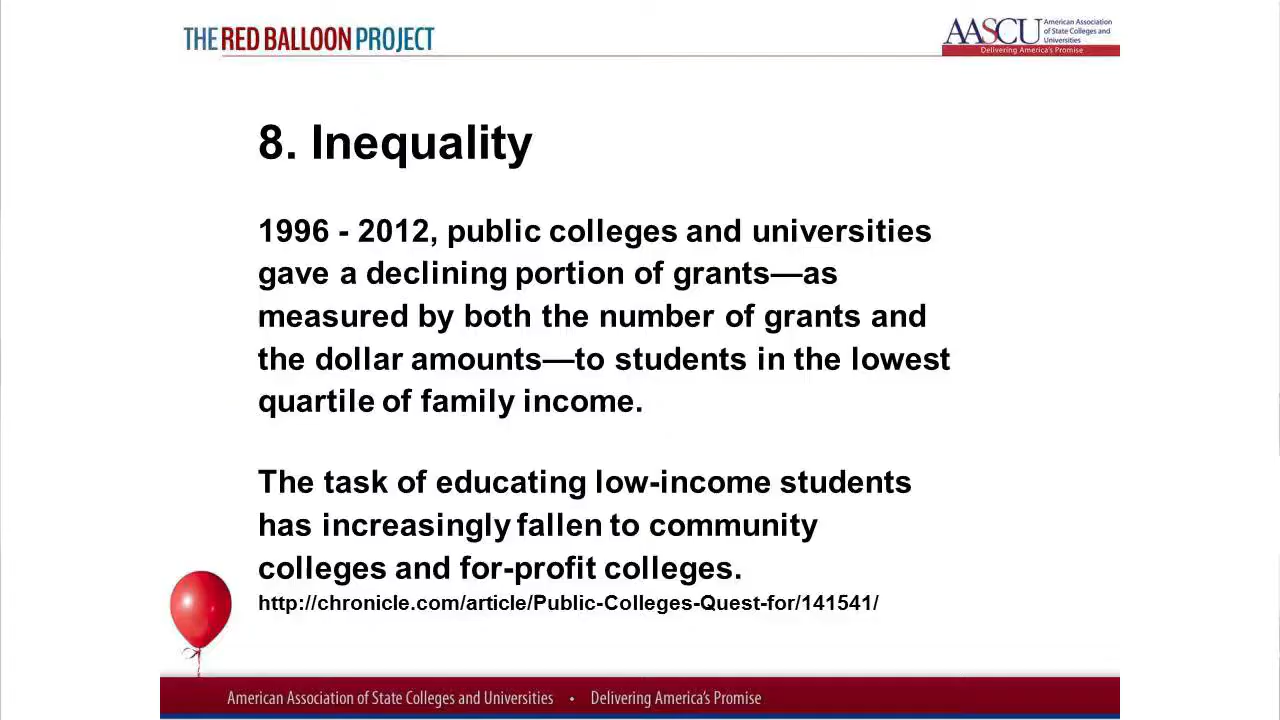 THE RED BALLOON PROJECT
AASCU American Association
of State Colleges and
Universities
Delivering America's Promise
8. Inequality
1996 - 2012, public colleges and universities
gave a declining portion of grants—as
measured by both the number of grants and
the dollar amounts—to students in the lowest
quartile of family income.
The task of educating low-income students
has increasingly fallen to community
colleges and for-profit colleges.
http://chronicle.com/article/Public-Colleges-Quest-for/141541/
American Association of State Colleges and Universities • Delivering America's Promise